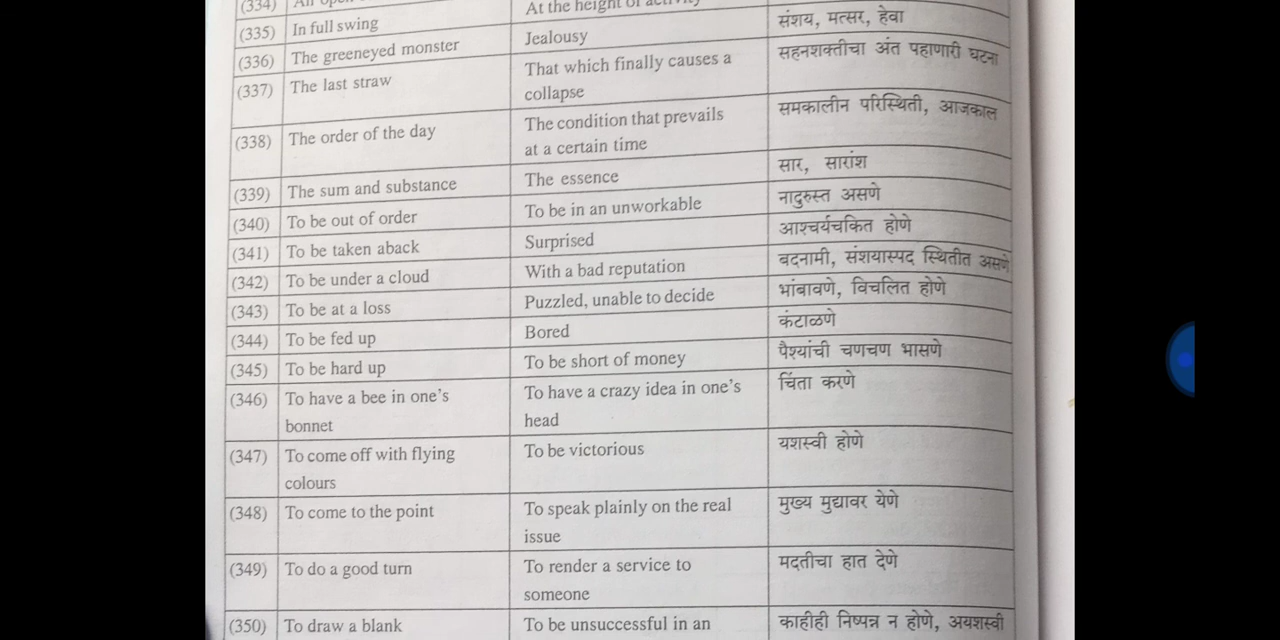 (334) An open
At the height of activity
(335) In full swing
(336) The greeneyed monster Jealousy संशय, मत्सर, हेवा
(337) The last straw That which finally causes a सहनशक्तीचा अंत पहाणारी घटना
collapse
(338) The order of the day The condition that prevails समकालीन परिस्थिती, आजकाल
at a certain time
(339) The sum and substance The essence सार, सारांश
(340) To be out of order To be in an unworkable नादुरुस्त असणे
(341) To be taken aback Surprised आश्चर्यचकित होणे
(342) To be under a cloud With a bad reputation बदनामी, संशयास्पद स्थितीत असणे
(343) To be at a loss Puzzled, unable to decide भांबावणे, विचलित होणे
(344) To be fed up Bored कंटाळणे
(345) To be hard up To be short of money पैश्यांची चणचण भासणे
(346) To have a bee in one's To have a crazy idea in one's चिंता करणे
bonnet head
(347) To come off with flying To be victorious यशस्वी होणे
colours
(348) To come to the point To speak plainly on the real मुख्य मुद्यावर येणे
issue
(349) To do a good turn To render a service to मदतीचा हात देणे
someone
(350) To draw a blank To be unsuccessful in an काहीही निष्पन्न न होणे, अयशस्वी